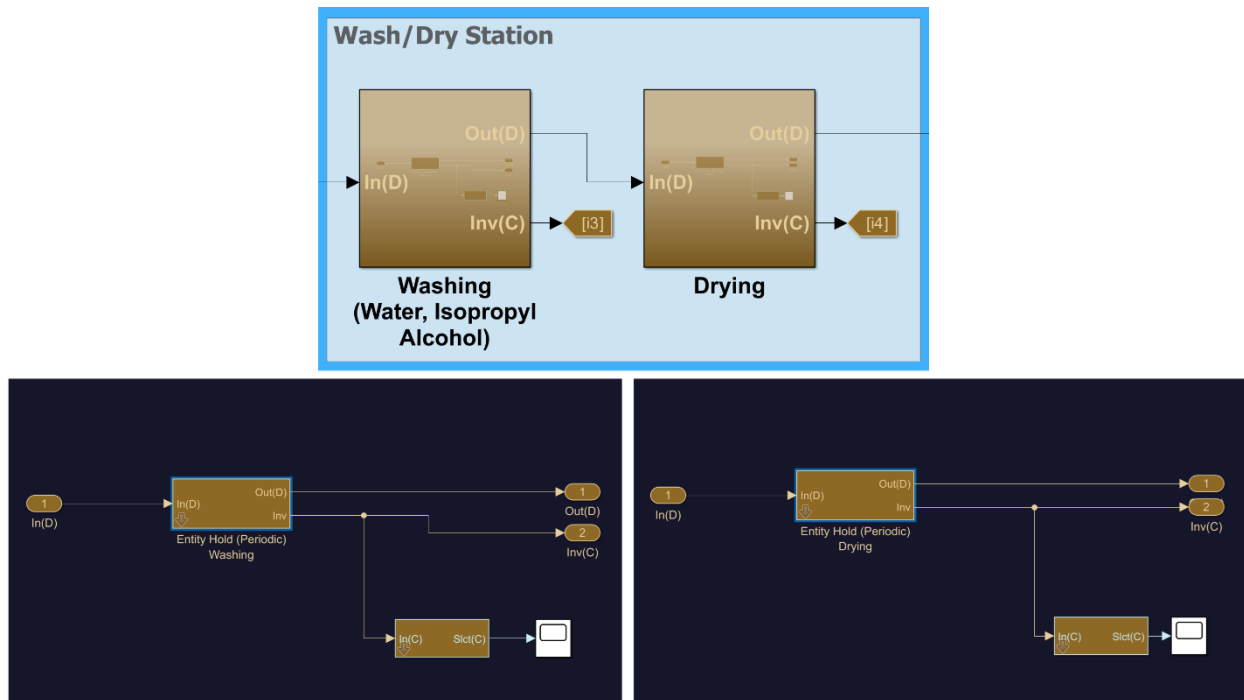 Wash/Dry Station
Out(D)
In(D)
Inv(C)
[i3]
Washing
(Water, Isopropyl
Alcohol)
Out(D)
In(D)
Inv(C)
[i4]
Drying
1
In(D)
In(D)
Out(D)
Inv
Entity Hold (Periodic)
Washing
1
Out(D)
2
Inv(C)
In(C)
Slct(C)
1
In(D)
In(D)
Out(D)
Inv
Entity Hold (Periodic)
Drying
1
2
Inv(C)
In(C)
Slct(C)